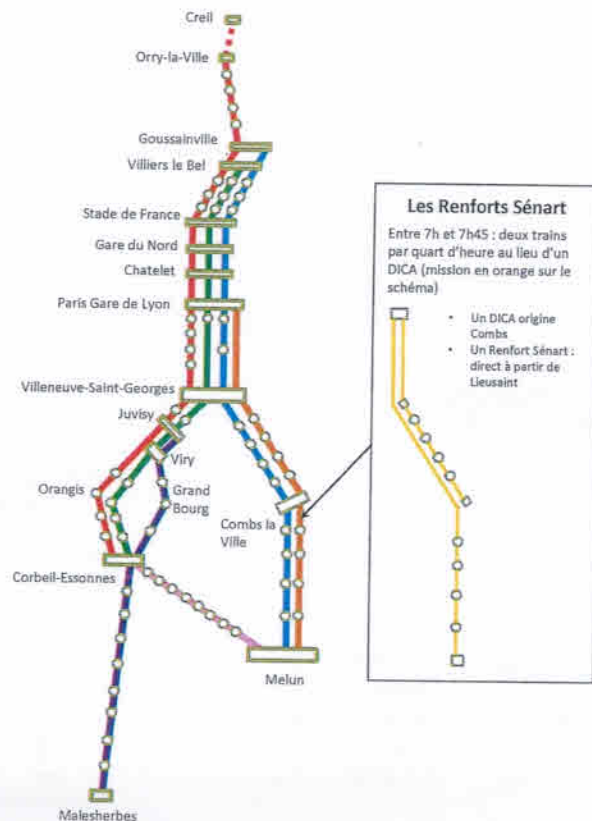 Creil
Orry-la-Ville
Goussainville
Villiers le Bel
Stade de France
Gare du Nord
Chatelet
Paris Gare de Lyon
Villeneuve-Saint-Georges
Juvisy
Viry
Orangis
Grand
Bourg
Combs la
Ville
Corbeil-Essonnes
Melun
Malesherbes
Les Renforts Sénart
Entre 7h et 7h45 : deux trains
par quart d'heure au lieu d'un
DICA (mission en orange sur le
schéma)
• Un DICA origine
Combs
• Un Renfort Sénart :
direct à partir de
Lieusaint